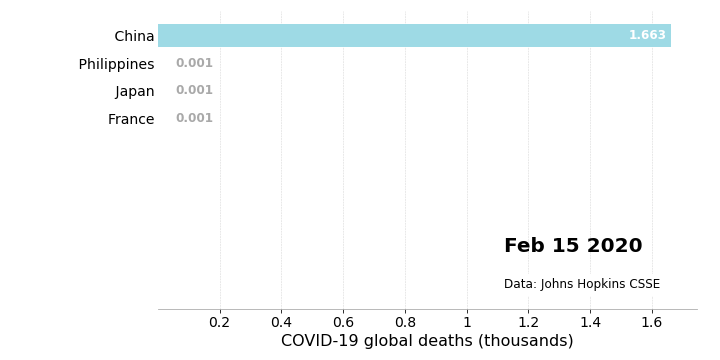 China 1.663
Philippines 0.001
Japan 0.001
France 0.001
Feb 15 2020
Data: Johns Hopkins CSSE
0.2 0.4 0.6 0.8 1 1.2 1.4 1.6
COVID-19 global deaths (thousands)